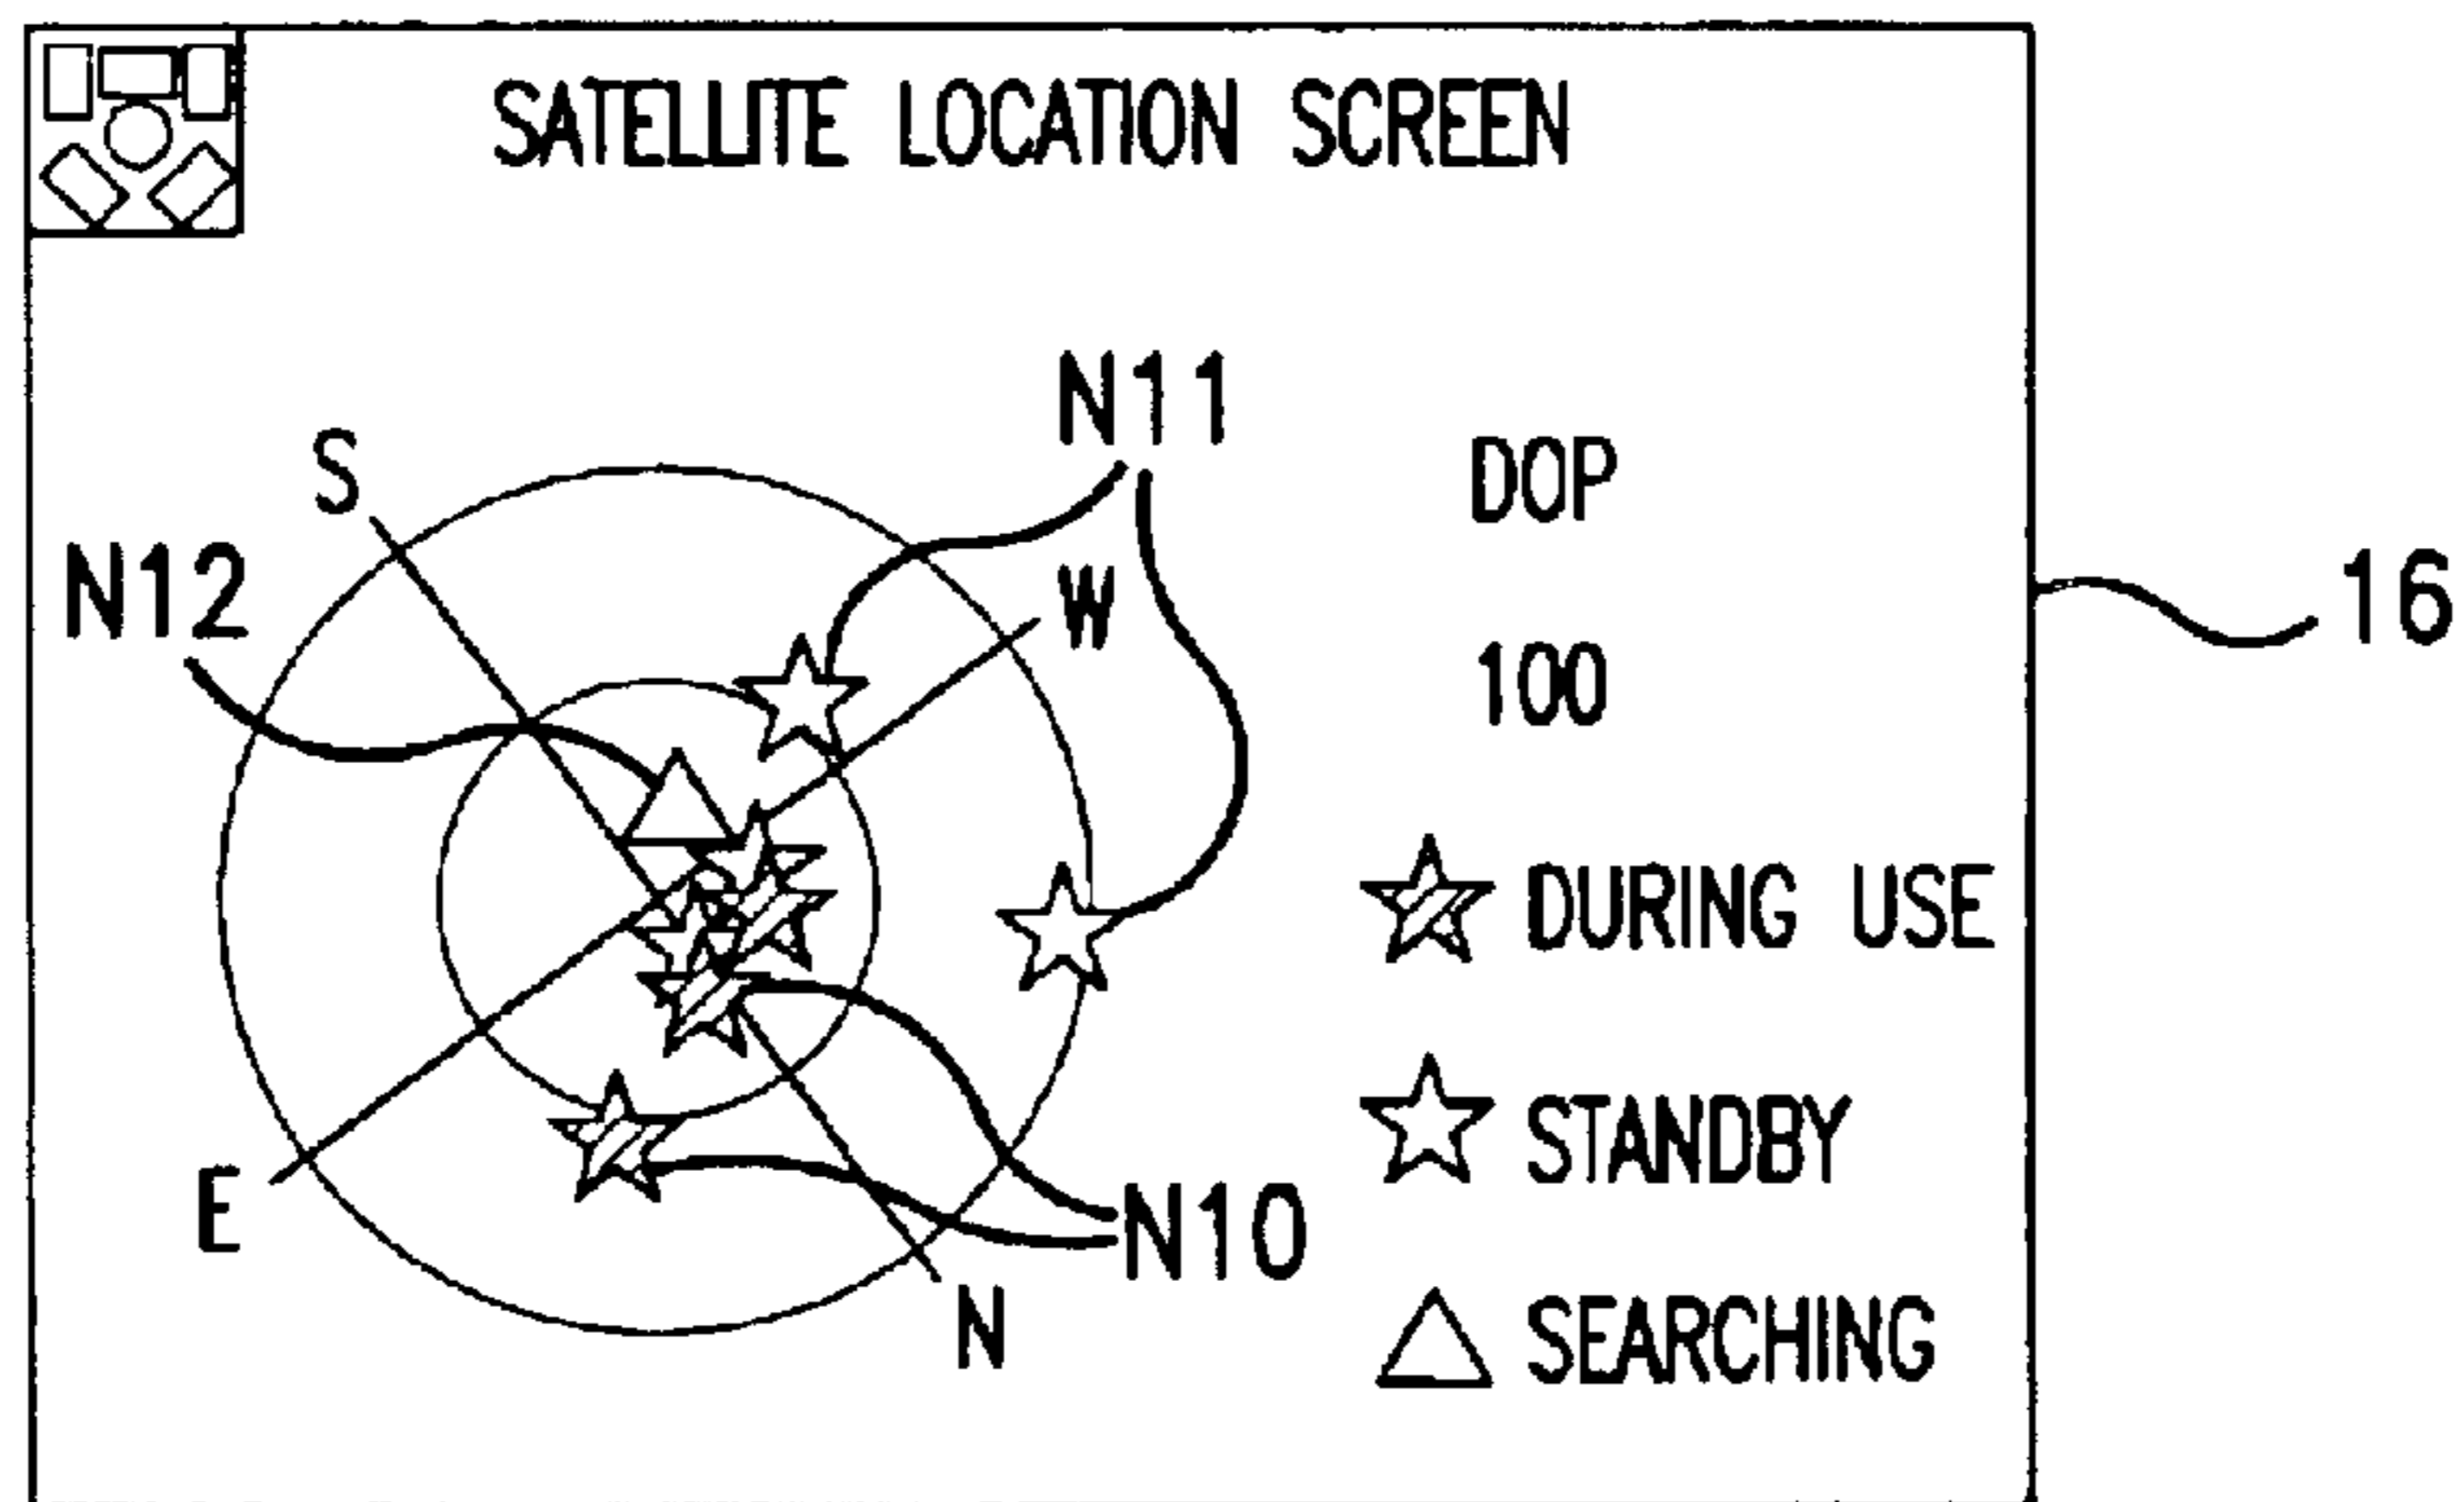 SATELLITE LOCATION SCREEN
N11
S
DOP
N12
W
16
100
DURING USE
STANDBY
E
N10
N
SEARCHING